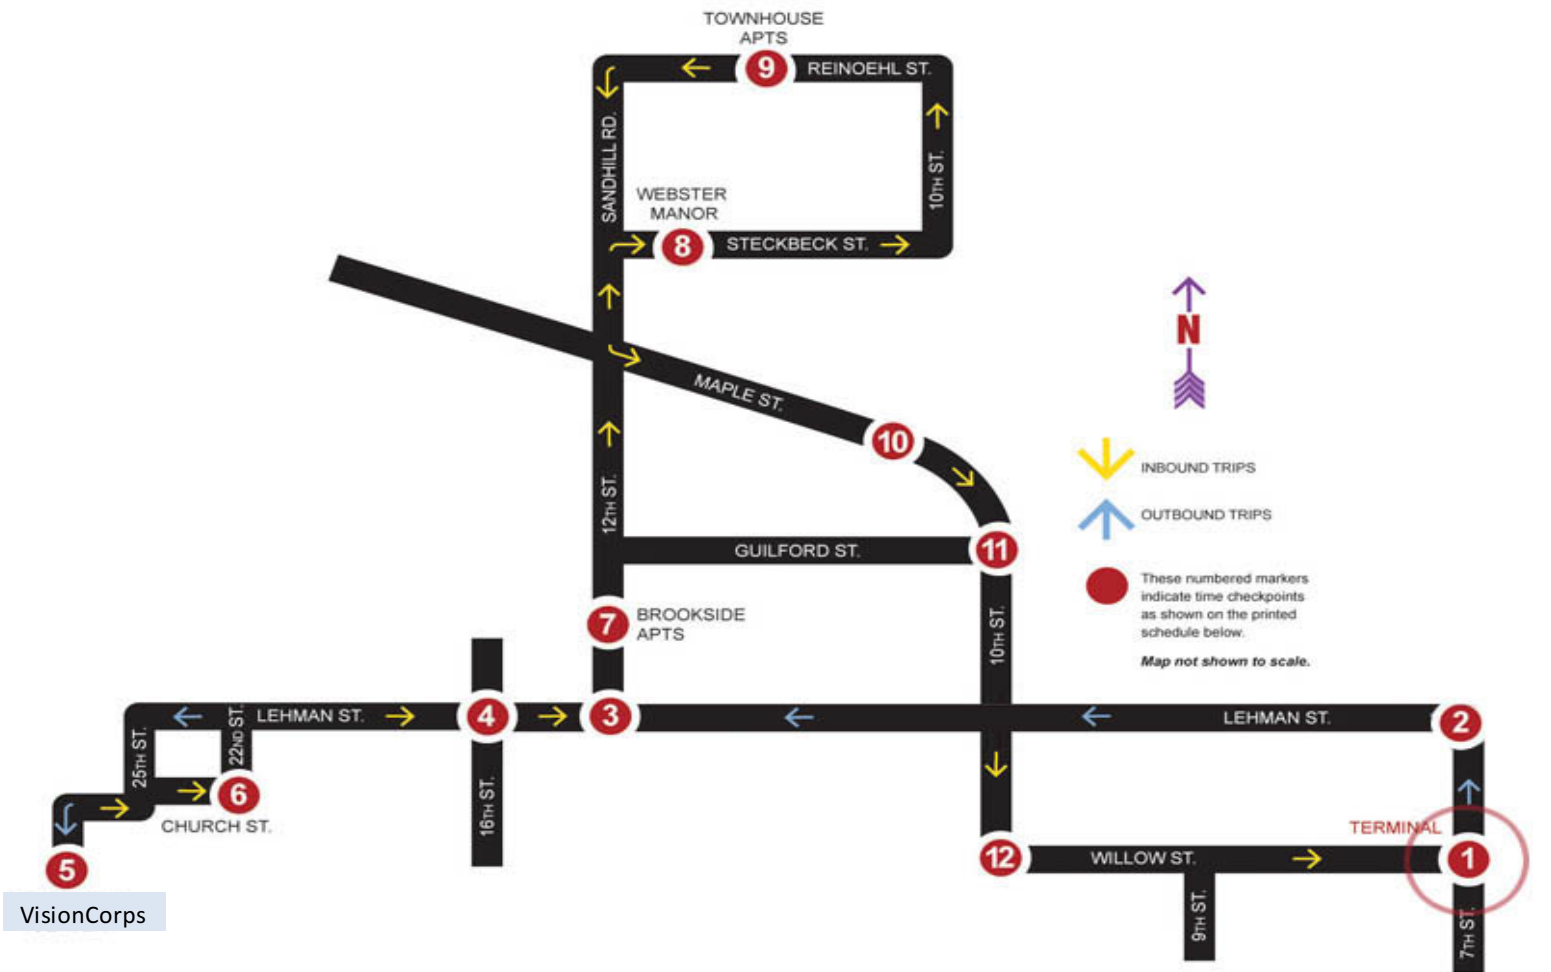 TOWNHOUSE
APTS
9
REINOEHL ST.
SANDHILL RD.
10TH ST.
WEBSTER
MANOR
8
STECKBECK ST.
N
MAPLE ST.
10
INBOUND TRIPS
12TH ST.
OUTBOUND TRIPS
GUILFORD ST.
11
These numbered markers
indicate time checkpoints
as shown on the printed
schedule below.
Map not shown to scale.
7
BROOKSIDE
APTS
10TH ST.
LEHMAN ST.
4
3
LEHMAN ST.
2
25TH ST.
22ND ST.
6
CHURCH ST.
16TH ST.
TERMINAL
5
12
WILLOW ST.
1
VisionCorps
9TH ST.
7TH ST.